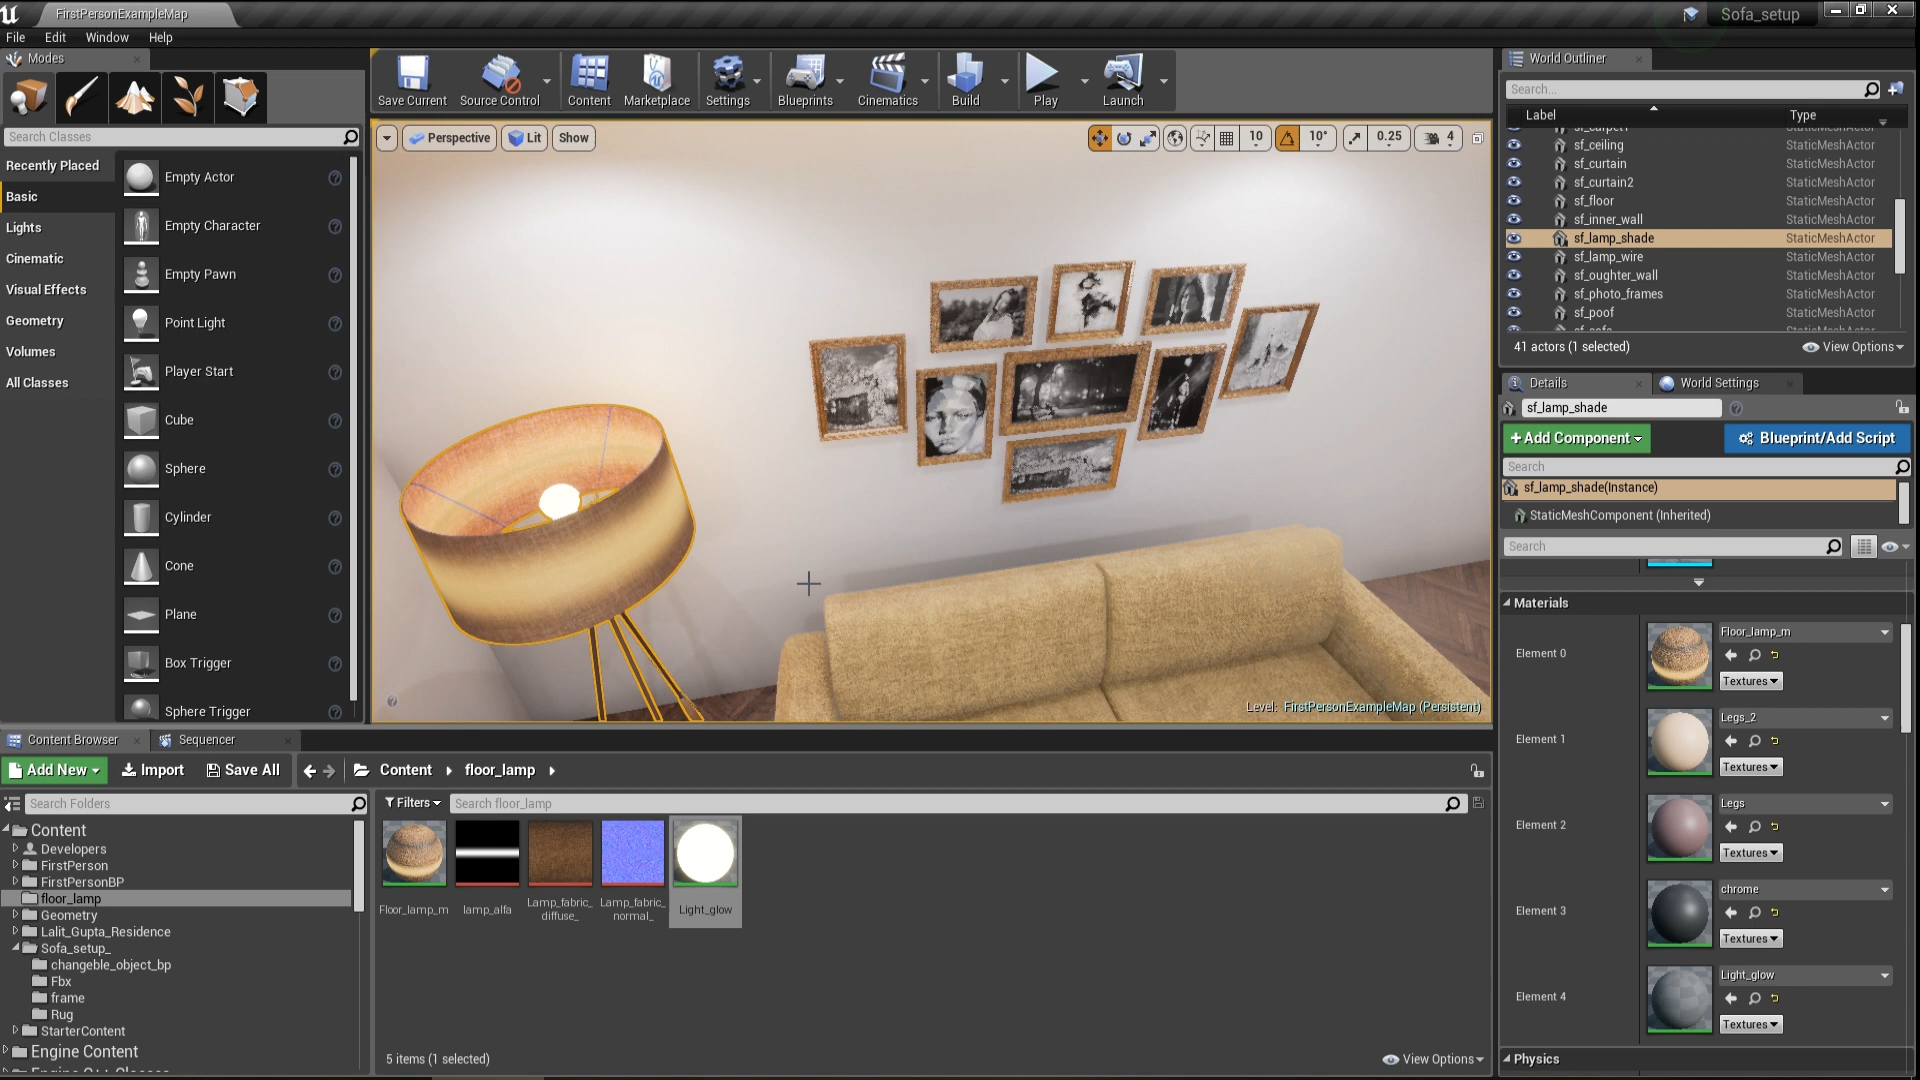 FirstPersonExampleMap
Sofa_setup
File Edit Window Help
Modes
Search Classes
Recently Placed
Basic
Lights
Cinematic
Visual Effects
Geometry
Volumes
All Classes
Empty Actor
Empty Character
Empty Pawn
Point Light
Player Start
Cube
Sphere
Cylinder
Cone
Plane
Box Trigger
Sphere Trigger
Save Current Source Control Content Marketplace Settings Blueprints Cinematics Build Play Launch
Perspective Lit Show
10 10° 0.25 4
Level: FirstPersonExampleMap (Persistent)
World Outliner
Search...
Label Type
sf_ceiling StaticMeshActor
sf_curtain StaticMeshActor
sf_curtain2 StaticMeshActor
sf_floor StaticMeshActor
sf_inner_wall StaticMeshActor
sf_lamp_shade StaticMeshActor
sf_lamp_wire StaticMeshActor
sf_oughter_wall StaticMeshActor
sf_photo_frames StaticMeshActor
sf_poof StaticMeshActor
41 actors (1 selected)
View Options
Details World Settings
sf_lamp_shade
+Add Component Blueprint/Add Script
Search
sf_lamp_shade(Instance)
StaticMeshComponent (Inherited)
Search
Materials
Element 0 Floor_lamp_m
Textures
Element 1 Legs_2
Textures
Element 2 Legs
Textures
Element 3 chrome
Textures
Element 4 Light_glow
Textures
Physics
Content Browser Sequencer
Add New Import Save All Content floor_lamp
Search Folders
Content
Developers
FirstPerson
FirstPersonBP
floor_lamp
Geometry
Lalit_Gupta_Residence
Sofa_setup_
changeble_object_bp
Fbx
frame
Rug
StarterContent
Engine Content
Filters Search floor_lamp
Floor_lamp_m
lamp_alfa
Lamp_fabric_
diffuse_
Lamp_fabric_
normal_
Light_glow
5 items (1 selected)
View Options